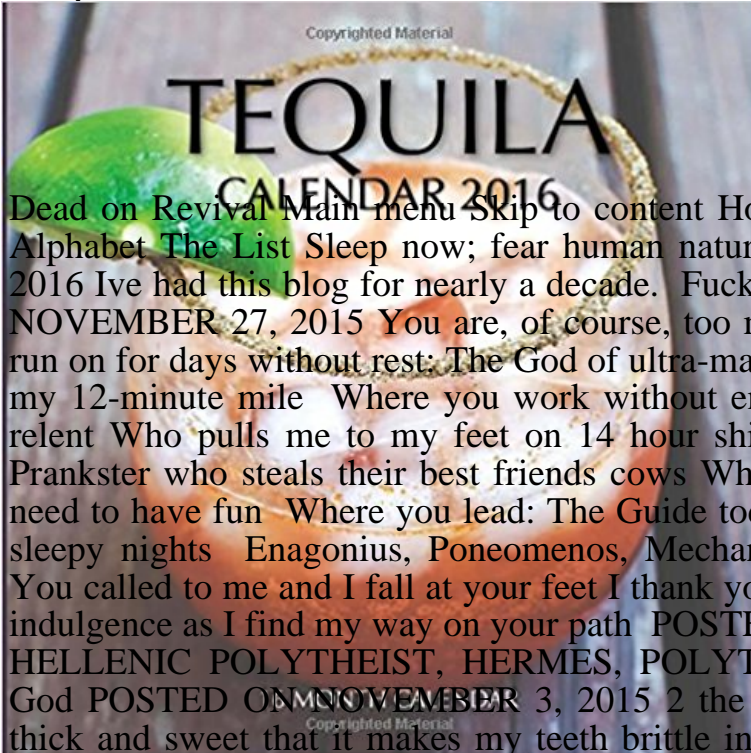 Copyrighted Material
TEQUILA
CALENDAR 2016
Dead on Revival Main menu Skip to content
Alphabet The List Sleep now; fear human
2016 Ive had this blog for nearly a decade.
NOVEMBER 27, 2015 You are, of course, too
run on for days without rest: The God of
my 12-minute mile Where you work without
relent Who pulls me to my feet on 14 hour
Prankster who steals their best friends cows
need to have fun Where you lead: The Guide
sleepy nights Enagonius, Poneomenos,
You called to me and I fall at your feet I thank
indulgence as I find my way on your path
HELLENIC POLYTHEIST, HERMES,
God POSTED ON NOVEMBER 3, 2015 2 the
16 MONTH CALENDAR
Copyrighted Material
thick and sweet that it makes my teeth brittle